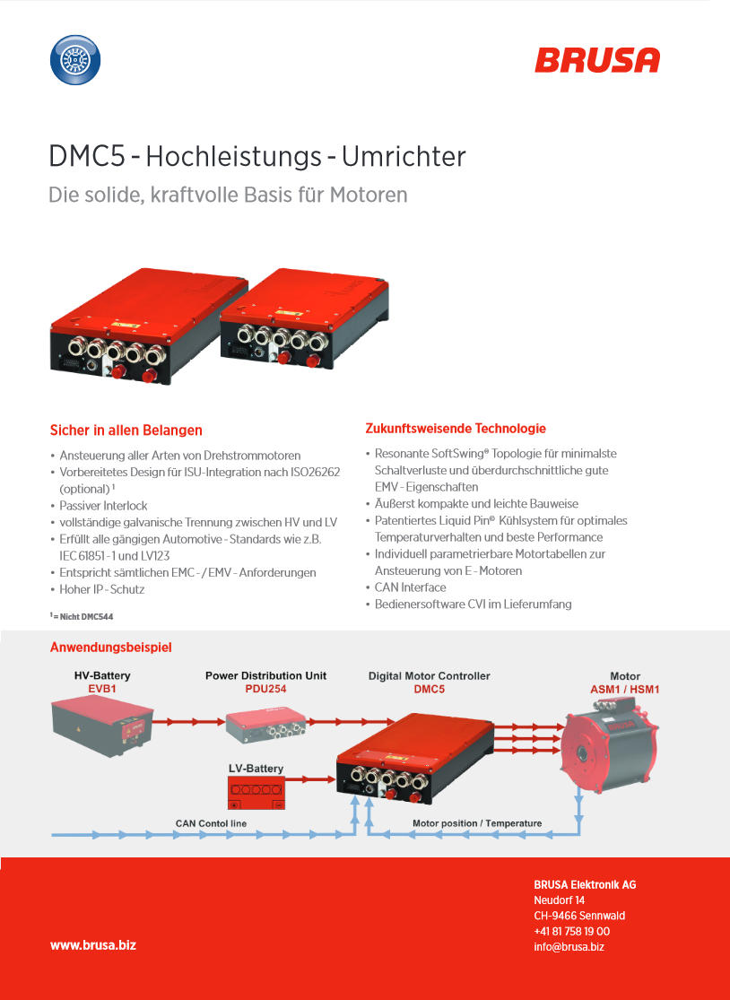 BRUSA
DMC5 - Hochleistungs - Umrichter
Die solide, kraftvolle Basis für Motoren
Sicher in allen Belangen
• Ansteuerung aller Arten von Drehstrommotoren
• Vorbereitetes Design für ISU-Integration nach ISO26262
(optional) ¹
• Passiver Interlock
• vollständige galvanische Trennung zwischen HV und LV
• Erfüllt alle gängigen Automotive - Standards wie z.B.
IEC 61851 - 1 und LV123
• Entspricht sämtlichen EMC - / EMV - Anforderungen
• Hoher IP - Schutz
¹ = Nicht DMC544
Zukunftsweisende Technologie
• Resonante SoftSwing® Topologie für minimalste
Schaltverluste und überdurchschnittliche gute
EMV - Eigenschaften
• Äußerst kompakte und leichte Bauweise
• Patentiertes Liquid Pin® Kühlsystem für optimales
Temperaturverhalten und beste Performance
• Individuell parametrierbare Motortabellen zur
Ansteuerung von E - Motoren
• CAN Interface
• Bedienersoftware CVI im Lieferumfang
Anwendungsbeispiel
HV-Battery
EVB1
Power Distribution Unit
PDU254
Digital Motor Controller
DMC5
Motor
ASM1 / HSM1
BRUSA
LV-Battery
CAN Contol line
Motor position / Temperature
www.brusa.biz
BRUSA Elektronik AG
Neudorf 14
CH-9466 Sennwald
+41 81 758 19 00
info@brusa.biz